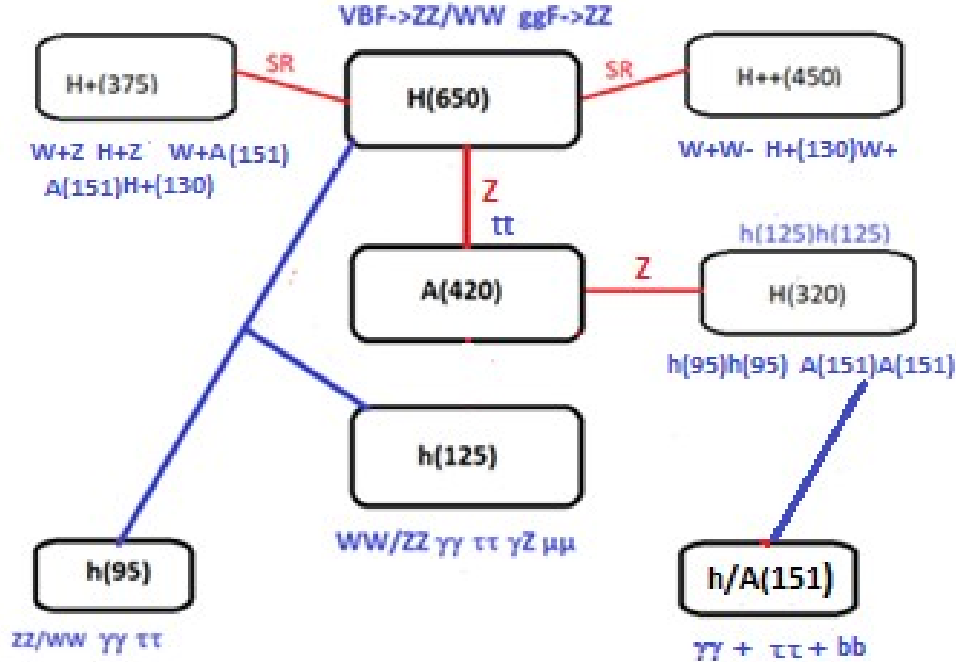 VBF->ZZ/WW ggF->ZZ
H+(375)
SR
H(650)
SR
H++(450)
W+Z H+Z W+A(151)
A(151)H+(130)
W+W- H+(130)W+
Z
ττ
h(125)h(125)
A(420)
Z
H(320)
h(95)h(95) A(151)A(151)
h(125)
WW/ZZ γγ ττ γZ μμ
h(95)
h/A(151)
ZZ/WW γγ ττ
γγ + ττ + bb